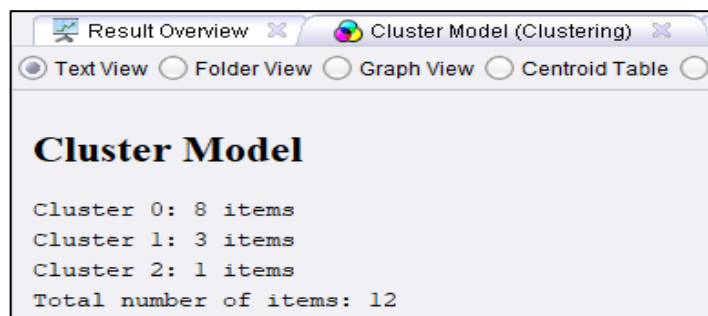 Result Overview Cluster Model (Clustering)
Text View Folder View Graph View Centroid Table
Cluster Model
Cluster 0: 8 items
Cluster 1: 3 items
Cluster 2: 1 items
Total number of items: 12